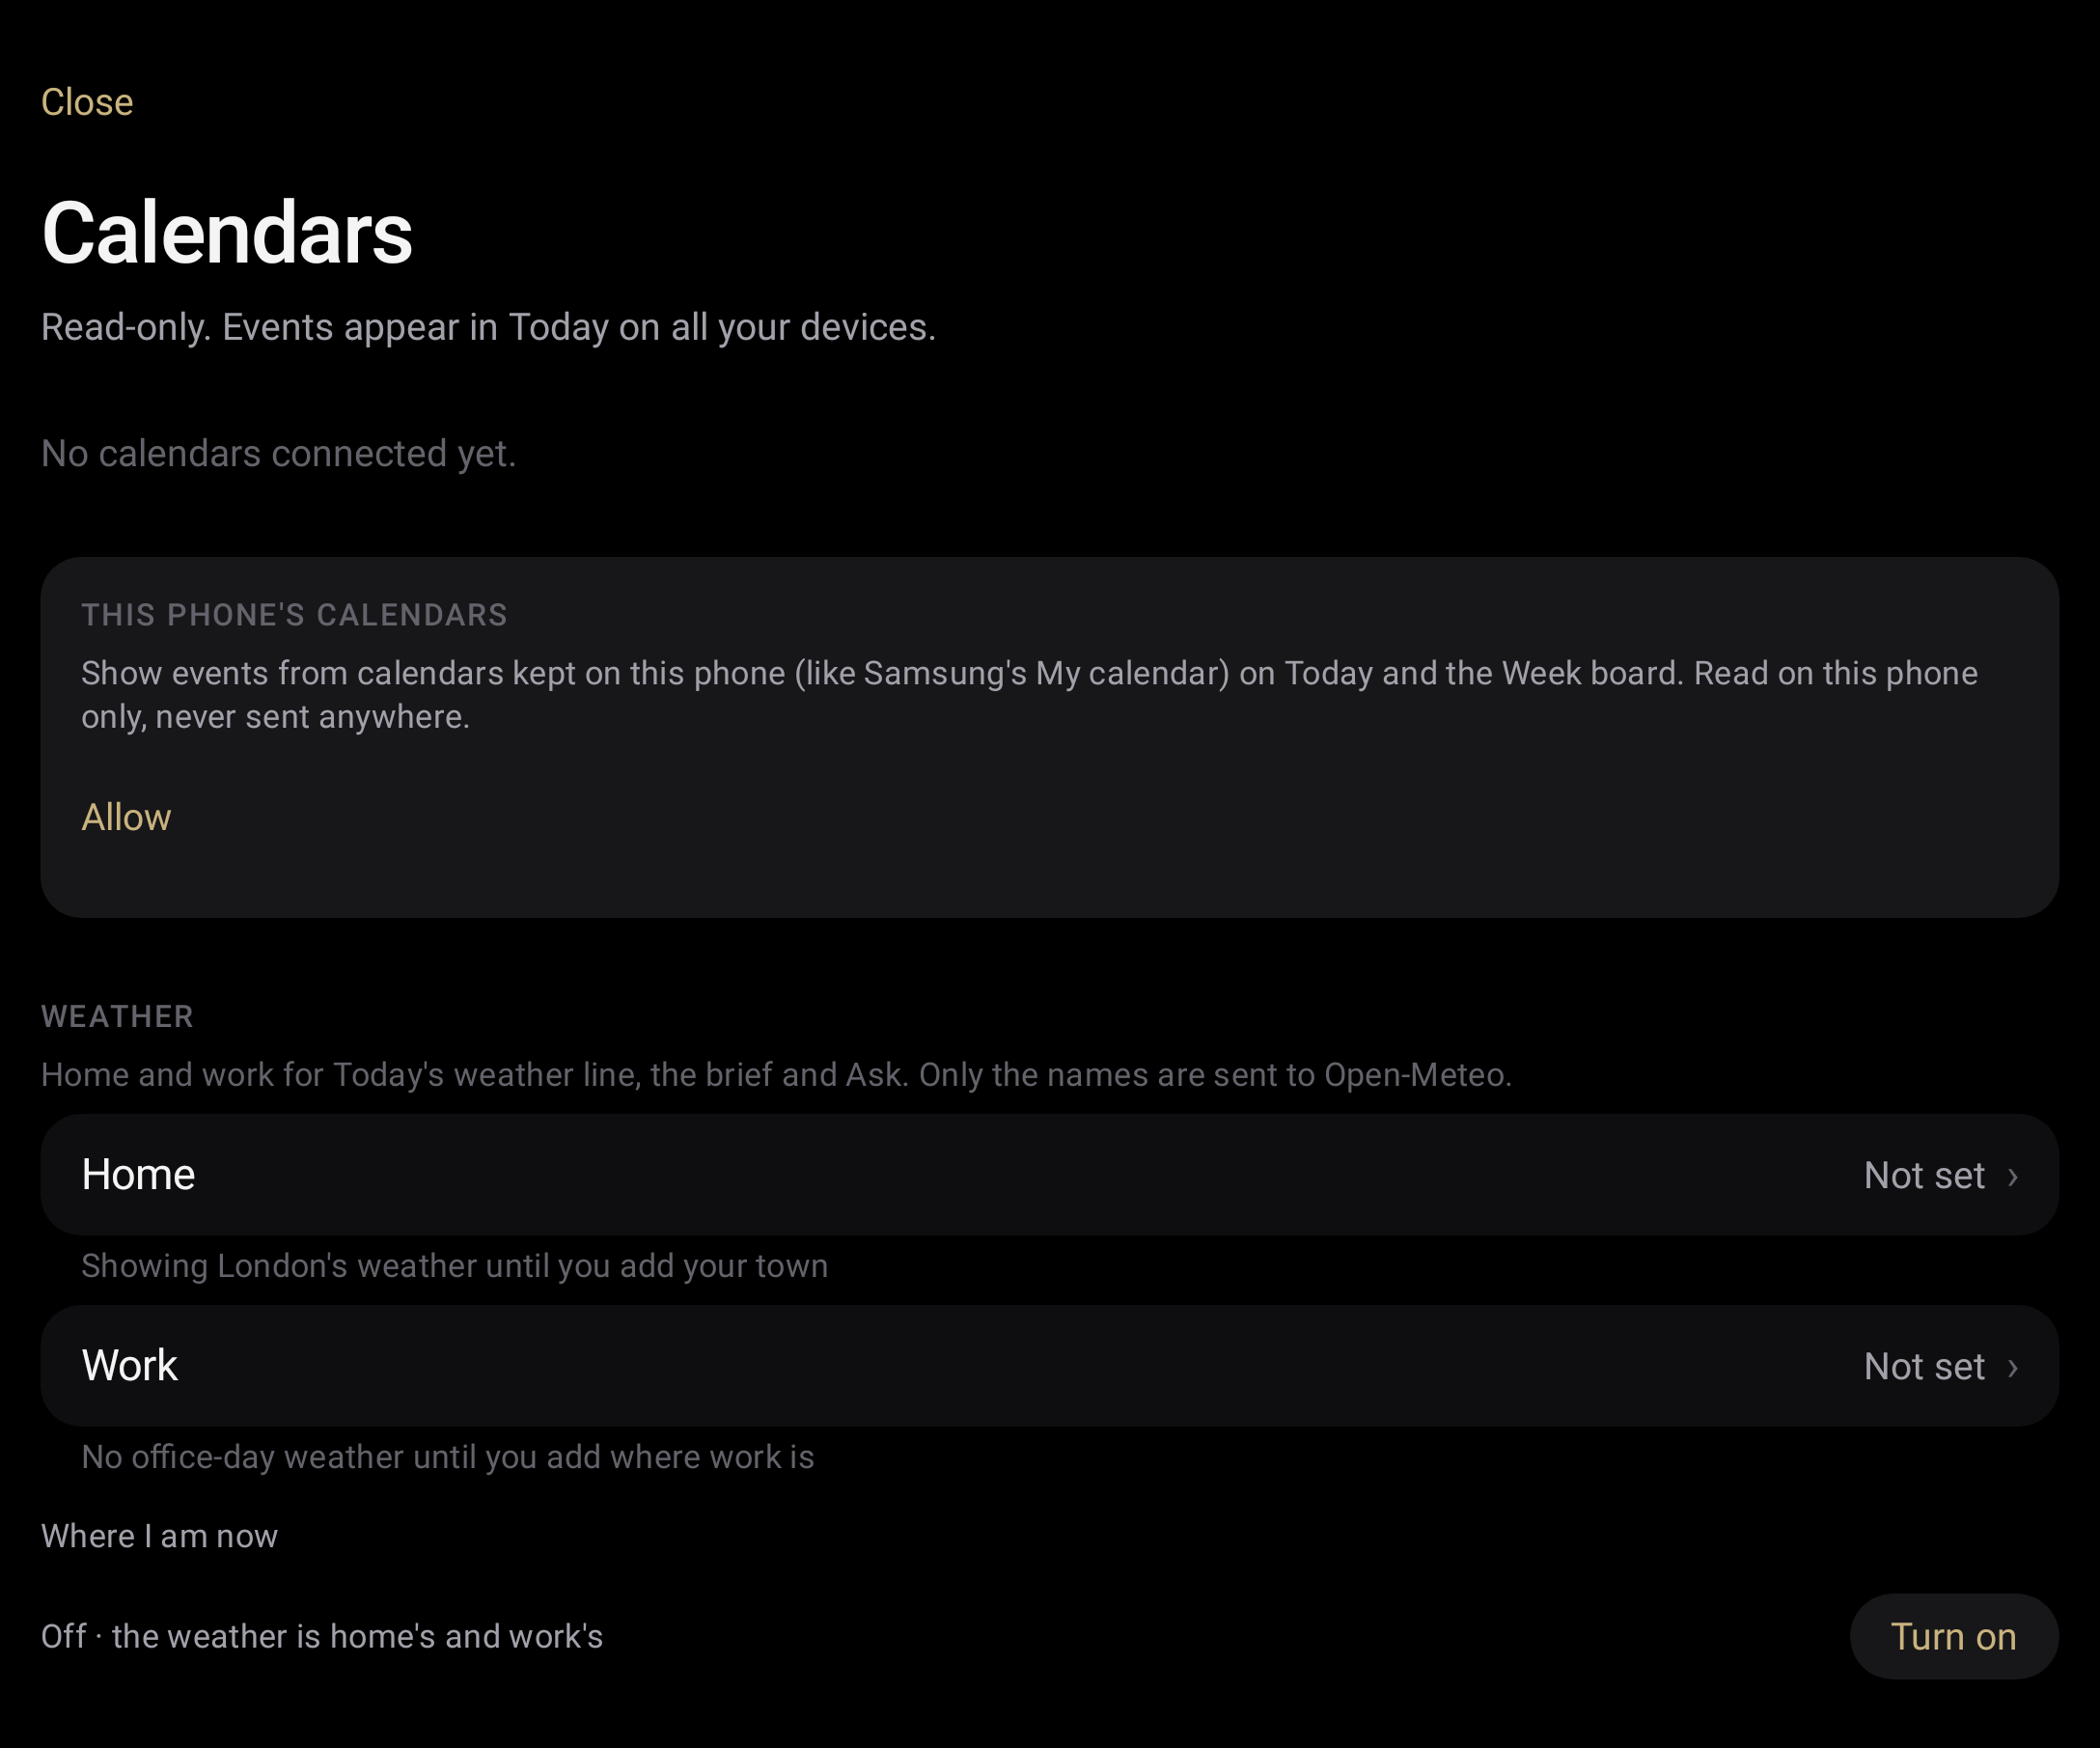 Close
Calendars
Read-only. Events appear in Today on all your devices.
No calendars connected yet.
THIS PHONE'S CALENDARS
Show events from calendars kept on this phone (like Samsung's My calendar) on Today and the Week board. Read on this phone
only, never sent anywhere.
Allow
WEATHER
Home and work for Today's weather line, the brief and Ask. Only the names are sent to Open-Meteo.
Home Not set ›
Showing London's weather until you add your town
Work Not set ›
No office-day weather until you add where work is
Where I am now
Off · the weather is home's and work's Turn on